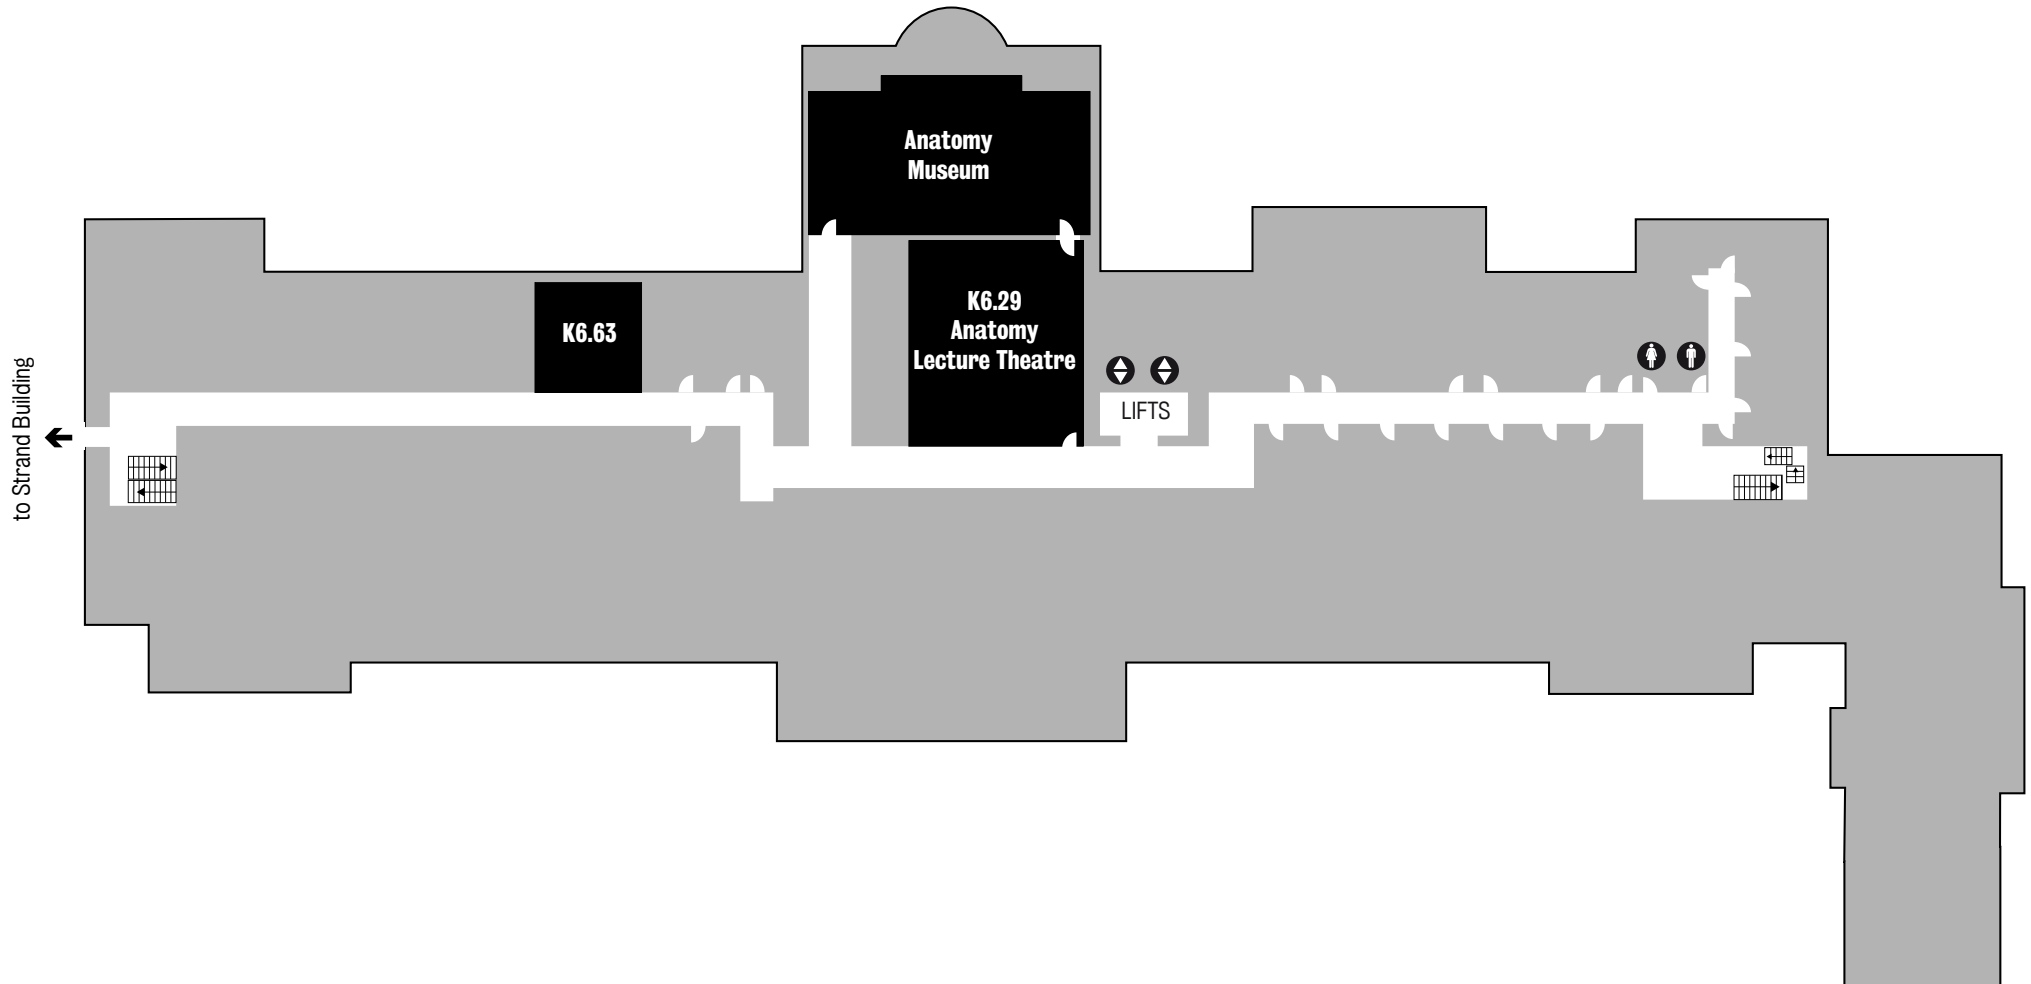 Anatomy
Museum
K6.29
Anatomy
Lecture Theatre
K6.63
LIFTS
to Strand Building